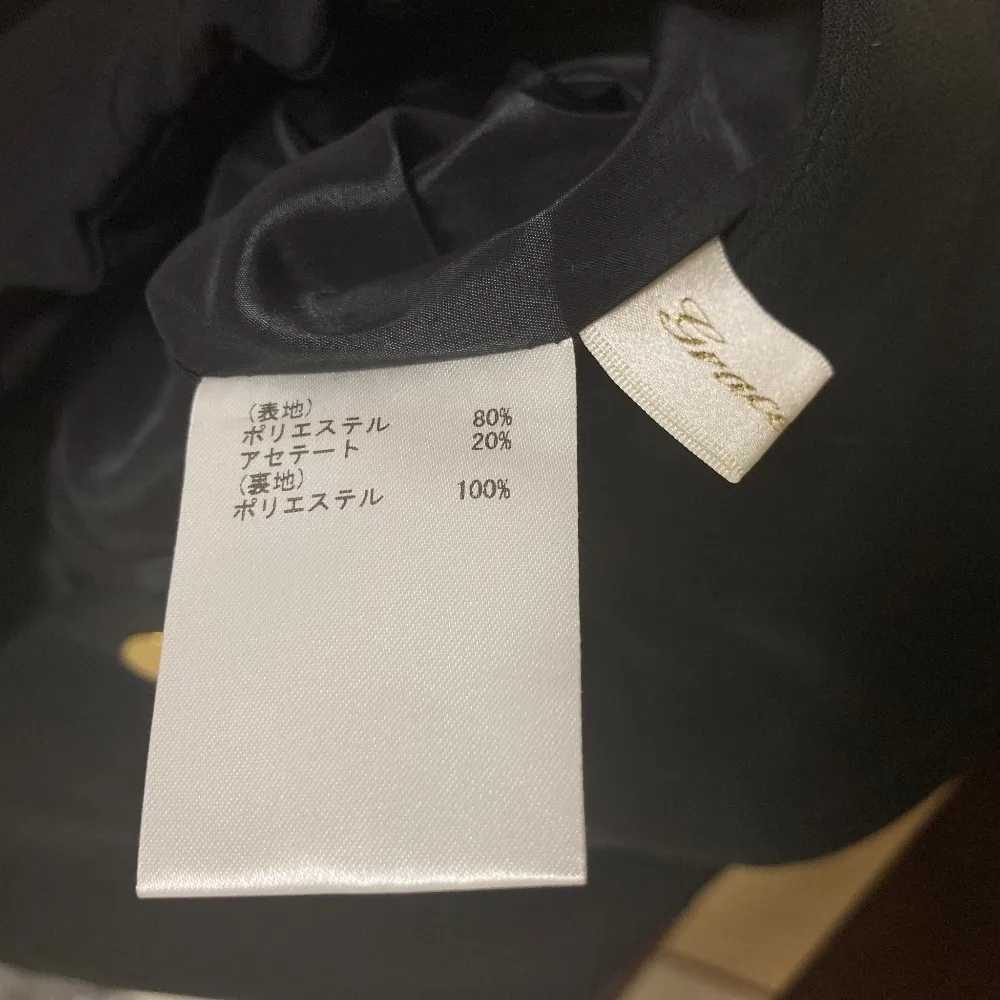 (表地)
ポリエステル 80%
アセテート 20%
(裏地)
ポリエステル 100%
Grace